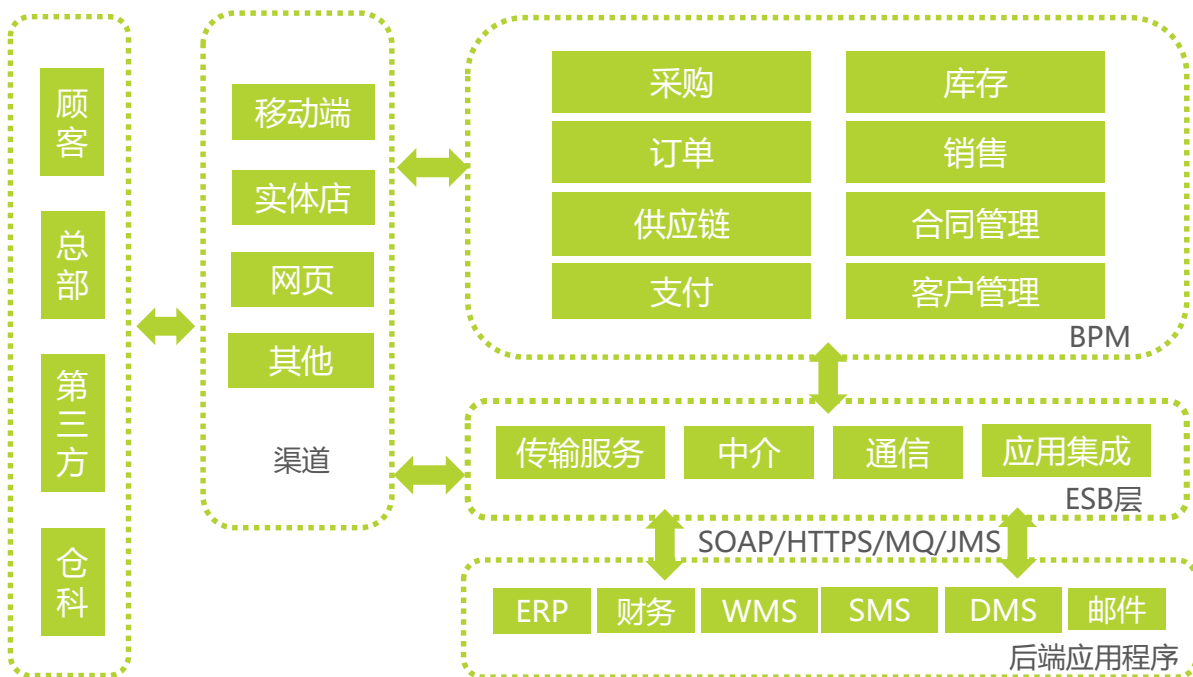 顾客
总部
第三方
仓科
移动端
实体店
网页
其他
渠道
采购
库存
订单
销售
供应链
合同管理
支付
客户管理
BPM
传输服务
中介
通信
应用集成
ESB层
SOAP/HTTPS/MQ/JMS
ERP
财务
WMS
SMS
DMS
邮件
后端应用程序